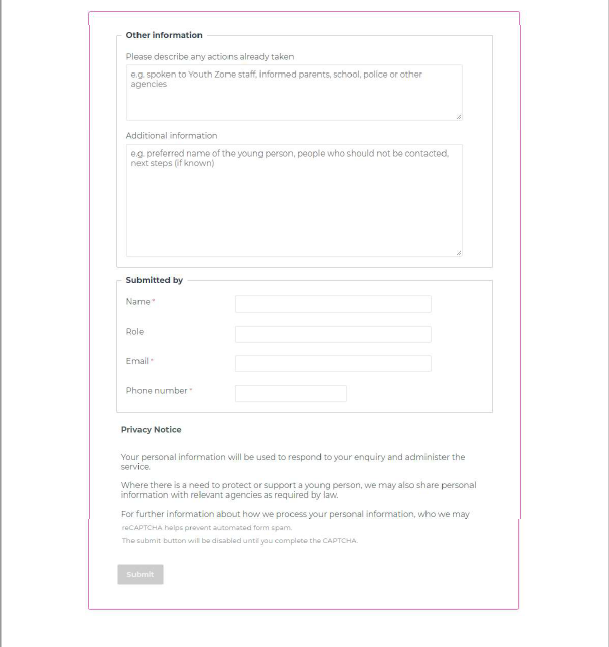 Other information
Please describe any actions already taken
e.g. spoken to Youth Zone staff, informed parents, school, police or other
agencies
Additional information
e.g. preferred name of the young person, people who should not be contacted,
next steps (if known)
Submitted by
Name *
Role
Email *
Phone number *
Privacy Notice
Your personal information will be used to respond to your enquiry and administer the
service.
Where there is a need to protect or support a young person, we may also share personal
information with relevant agencies as required by law.
For further information about how we process your personal information, who we may
reCAPTCHA helps prevent automated form spam.
The submit button will be disabled until you complete the CAPTCHA.
Submit